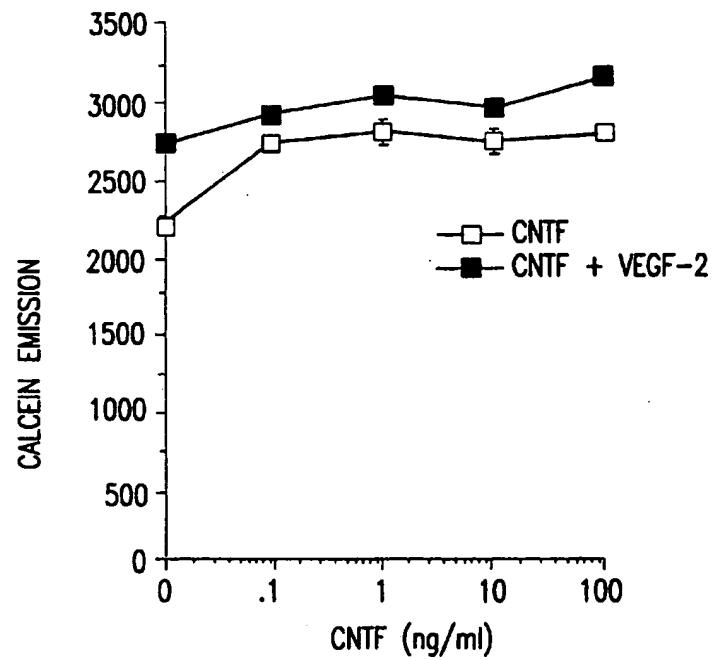 3500
3000
2500
2000
1500
1000
500
0
CALCEIN EMISSION
CNTF
CNTF + VEGF-2
0 .1 1 10 100
CNTF (ng/ml)